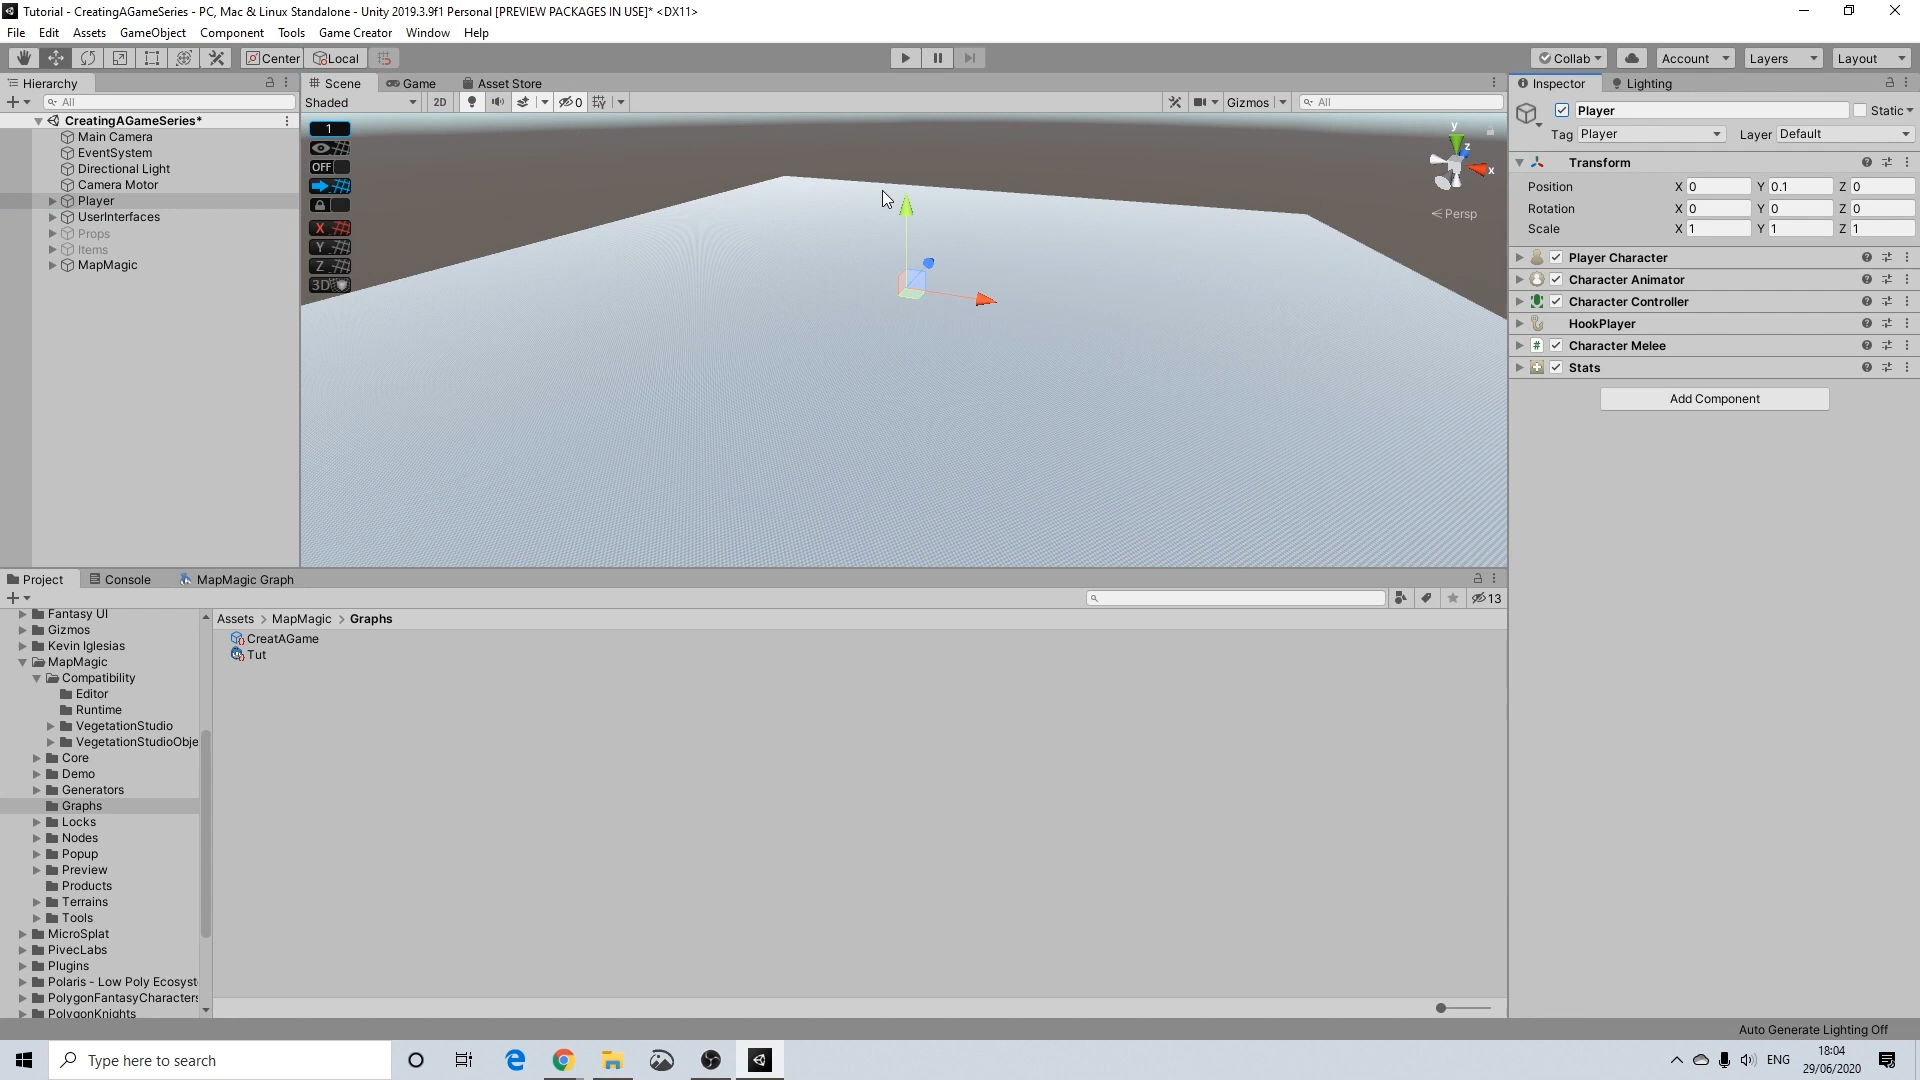 Tutorial - CreatingAGameSeries - PC, Mac & Linux Standalone - Unity 2019.3.9f1 Personal [PREVIEW PACKAGES IN USE]* <DX11>
File Edit Assets GameObject Component Tools Game Creator Window Help
Center Local Collab Account Layers Layout
Hierarchy Scene Game Asset Store Inspector Lighting
All Shaded 2D 0 Gizmos All Player Static
CreatingAGameSeries*
Main Camera
EventSystem
Directional Light
Camera Motor
Player
UserInterfaces
Props
Items
MapMagic
1
OFF
X
Y
Z
3D
y
z
x
Persp
Tag Player Layer Default
Transform
Position X 0 Y 0.1 Z 0
Rotation X 0 Y 0 Z 0
Scale X 1 Y 1 Z 1
Player Character
Character Animator
Character Controller
HookPlayer
Character Melee
Stats
Add Component
Project Console MapMagic Graph
13
Fantasy UI
Gizmos
Kevin Iglesias
MapMagic
Compatibility
Editor
Runtime
VegetationStudio
VegetationStudioObje
Core
Demo
Generators
Graphs
Locks
Nodes
Popup
Preview
Products
Terrains
Tools
MicroSplat
PivecLabs
Plugins
Polaris - Low Poly Ecosyst
PolygonFantasyCharacters
PolygonKnights
Assets > MapMagic > Graphs
CreatAGame
Tut
Auto Generate Lighting Off
Type here to search
ENG
18:04
29/06/2020